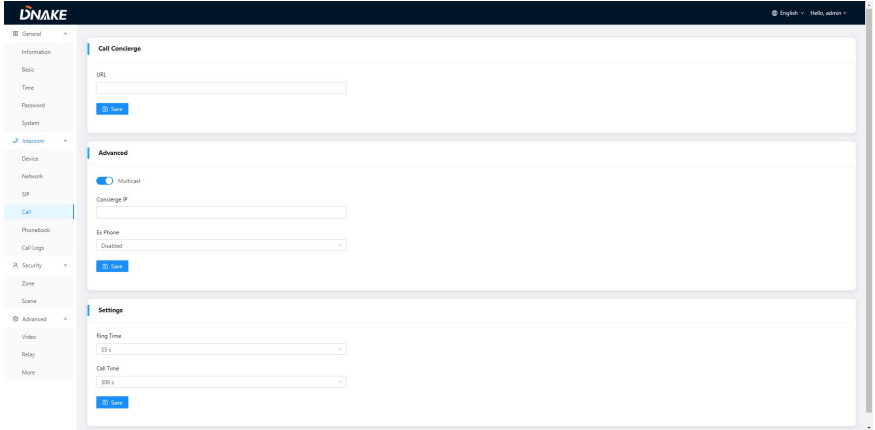 DNAKE
English
Hello, admin
General
Information
Basic
Time
Password
System
Intercom
Device
Network
SIP
Call
Phonebook
Call Logs
Security
Zone
Scene
Advanced
Video
Relay
More
Call Concierge
URL
Save
Advanced
Multicast
Concierge IP
Ex Phone
Disabled
Save
Settings
Ring Time
35 s
Call Time
300 s
Save